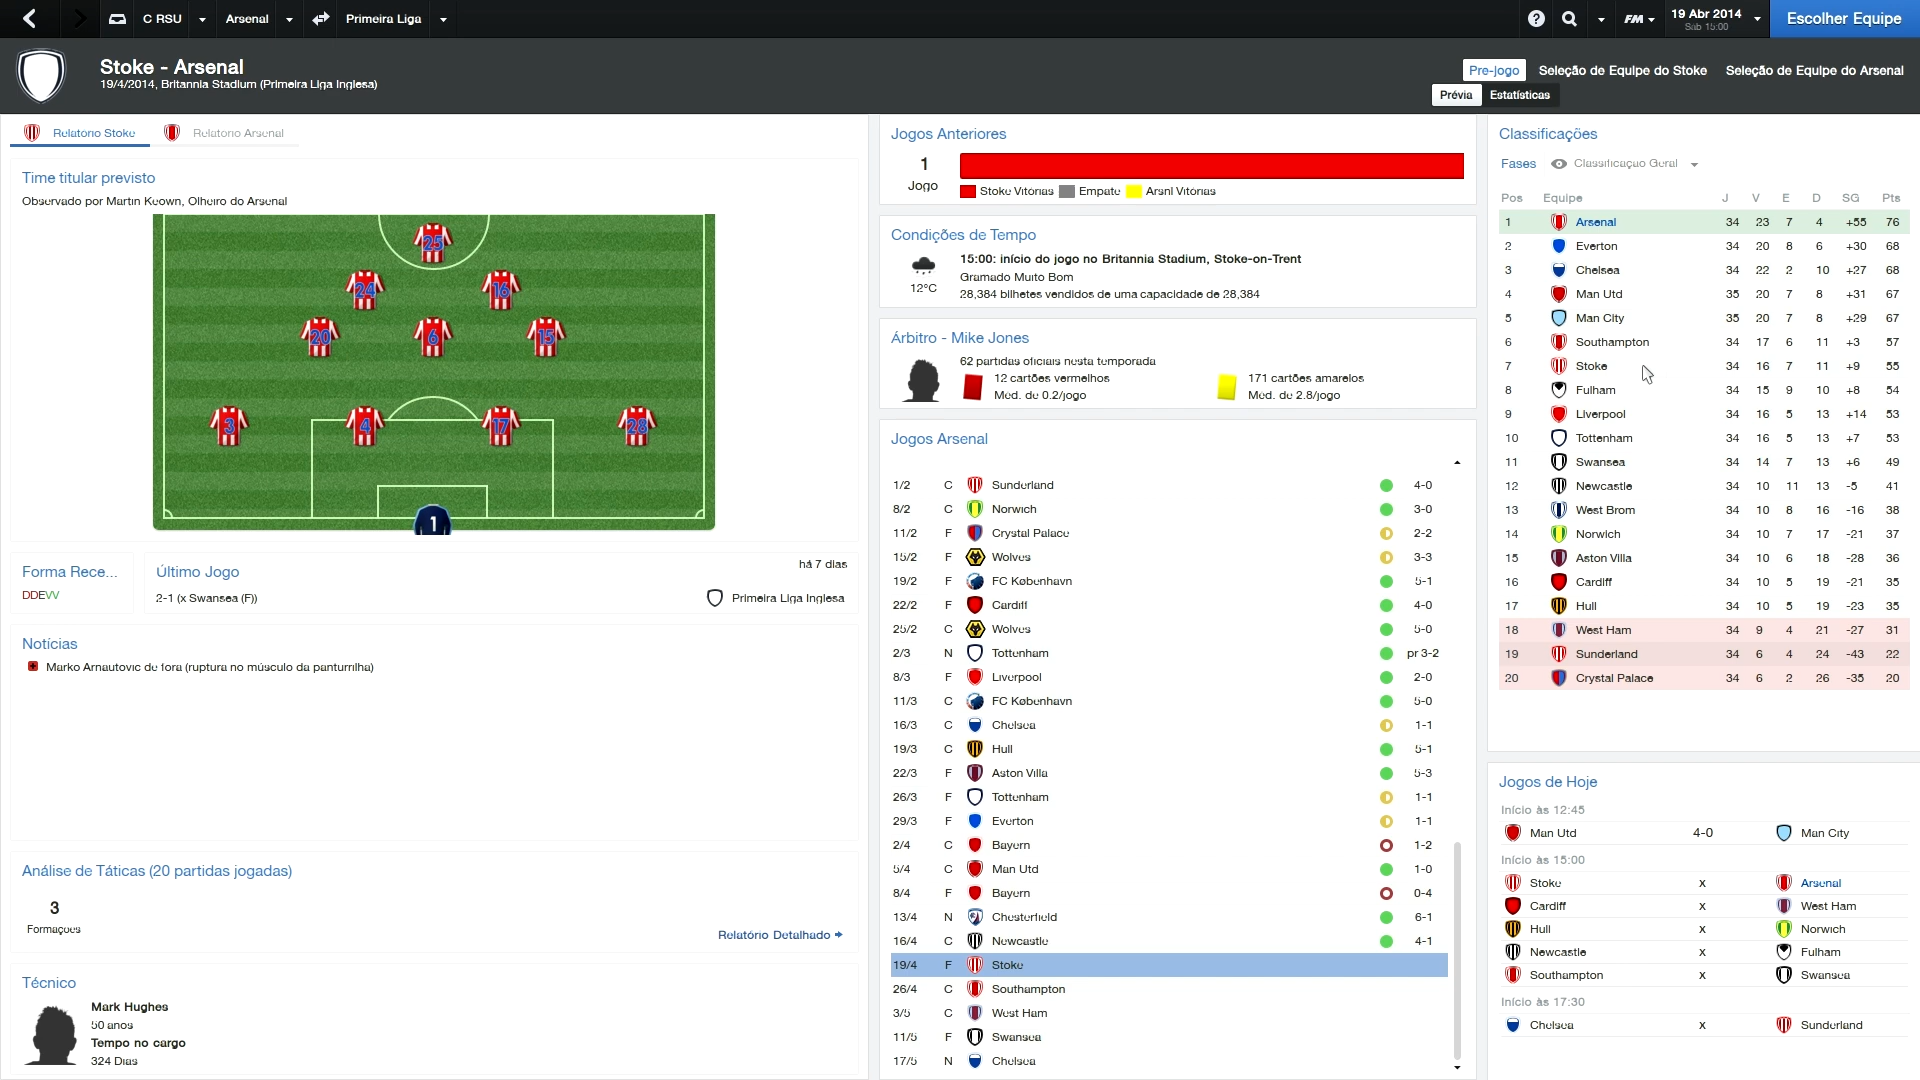 C RSU
Arsenal
Primeira Liga
FM
19 Abr 2014
Sáb 15:00
Escolher Equipe
Stoke - Arsenal
19/4/2014, Britannia Stadium (Primeira Liga Inglesa)
Pre-jogo
Seleção de Equipe do Stoke
Seleção de Equipe do Arsenal
Prévia
Estatísticas
Relatorio Stoke
Relatorio Arsenal
Time titular previsto
Observado por Martin Keown, Olheiro do Arsenal
25
24 16
20 6 15
3 4 17 28
1
Forma Rece...
DDEVV
Último Jogo
há 7 dias
2-1 (x Swansea (F))
Primeira Liga Inglesa
Notícias
Marko Arnautovic de fora (ruptura no músculo da panturrilha)
Análise de Táticas (20 partidas jogadas)
3
Formaçoes
Relatório Detalhado
Técnico
Mark Hughes
50 anos
Tempo no cargo
324 Dias
Jogos Anteriores
1
Jogo
Stoke Vitórias Empate Arsnl Vitórias
Condições de Tempo
12°C
15:00: início do jogo no Britannia Stadium, Stoke-on-Trent
Gramado Muito Bom
28,384 bilhetes vendidos de uma capacidade de 28,384
Árbitro - Mike Jones
62 partidas oficiais nesta temporada
12 cartões vermelhos
Med. de 0.2/jogo
171 cartões amarelos
Med. de 2.8/jogo
Jogos Arsenal
1/2 C Sunderland 4-0
8/2 C Norwich 3-0
11/2 F Crystal Palace 2-2
15/2 F Wolves 3-3
19/2 F FC København 5-1
22/2 F Cardiff 4-0
25/2 C Wolves 5-0
2/3 N Tottenham pr 3-2
8/3 F Liverpool 2-0
11/3 C FC København 5-0
16/3 C Chelsea 1-1
19/3 C Hull 5-1
22/3 F Aston Villa 5-3
26/3 F Tottenham 1-1
29/3 F Everton 1-1
2/4 C Bayern 1-2
5/4 C Man Utd 1-0
8/4 F Bayern 0-4
13/4 N Chesterfield 6-1
16/4 C Newcastle 4-1
19/4 F Stoke
26/4 C Southampton
3/5 C West Ham
11/5 F Swansea
17/5 N Chelsea
Classificações
Fases Classificaçao Geral
Pos Equipe J V E D SG Pts
1 Arsenal 34 23 7 4 +55 76
2 Everton 34 20 8 6 +30 68
3 Chelsea 34 22 2 10 +27 68
4 Man Utd 35 20 7 8 +31 67
5 Man City 35 20 7 8 +29 67
6 Southampton 34 17 6 11 +3 57
7 Stoke 34 16 7 11 +9 55
8 Fulham 34 15 9 10 +8 54
9 Liverpool 34 16 5 13 +14 53
10 Tottenham 34 16 5 13 +7 53
11 Swansea 34 14 7 13 +6 49
12 Newcastle 34 10 11 13 -5 41
13 West Brom 34 10 8 16 -16 38
14 Norwich 34 10 7 17 -21 37
15 Aston Villa 34 10 6 18 -28 36
16 Cardiff 34 10 5 19 -21 35
17 Hull 34 10 5 19 -23 35
18 West Ham 34 9 4 21 -27 31
19 Sunderland 34 6 4 24 -43 22
20 Crystal Palace 34 6 2 26 -35 20
Jogos de Hoje
Início às 12:45
Man Utd 4-0 Man City
Início às 15:00
Stoke x Arsenal
Cardiff x West Ham
Hull x Norwich
Newcastle x Fulham
Southampton x Swansea
Início às 17:30
Chelsea x Sunderland